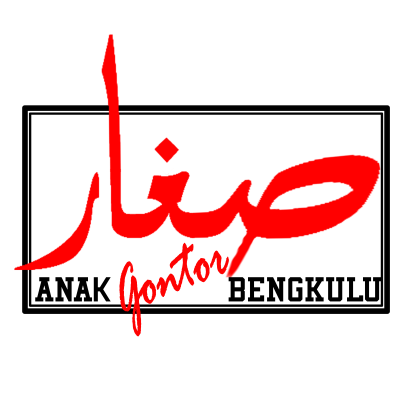 صغار
ANAK Gontor BENGKULU